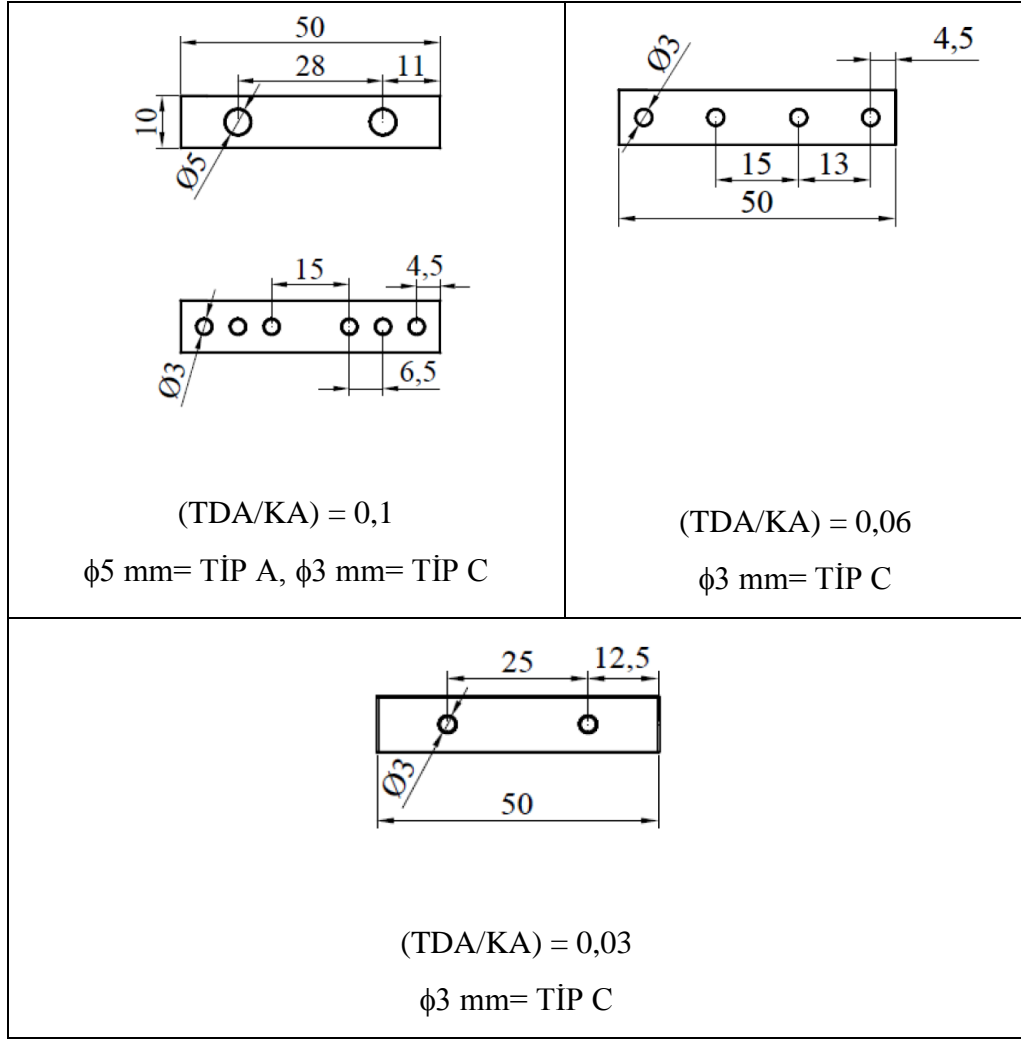 50
28
11
10
Ø5
15
4,5
Ø3
6,5
(TDA/KA) = 0,1
ϕ5 mm= TİP A, ϕ3 mm= TİP C
Ø3
4,5
15
13
50
(TDA/KA) = 0,06
ϕ3 mm= TİP C
25
12,5
Ø3
50
(TDA/KA) = 0,03
ϕ3 mm= TİP C